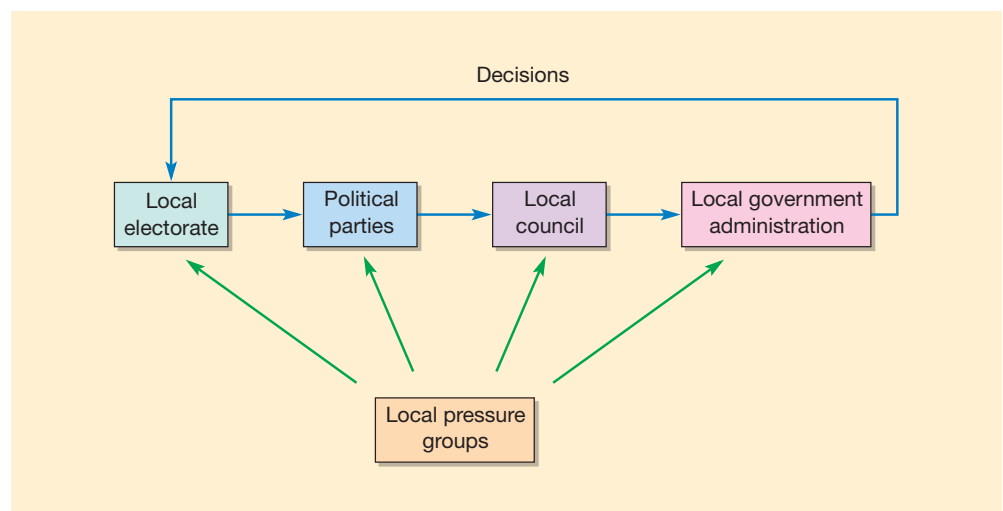 Decisions
Local
electorate
Political
parties
Local
council
Local government
administration
Local pressure
groups